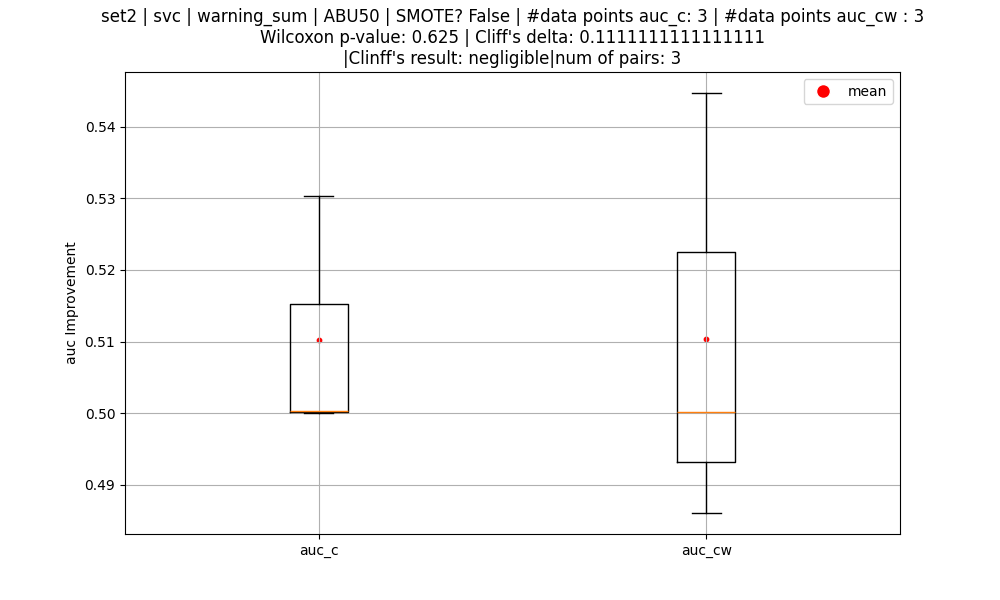 set2 | svc | warning_sum | ABU50 | SMOTE? False | #data points auc_c: 3 | #data points auc_cw : 3
Wilcoxon p-value: 0.625 | Cliff's delta: 0.1111111111111111
|Clinff's result: negligible|num of pairs: 3
mean
0.54
0.53
0.52
0.51
0.50
0.49
auc Improvement
auc_c
auc_cw